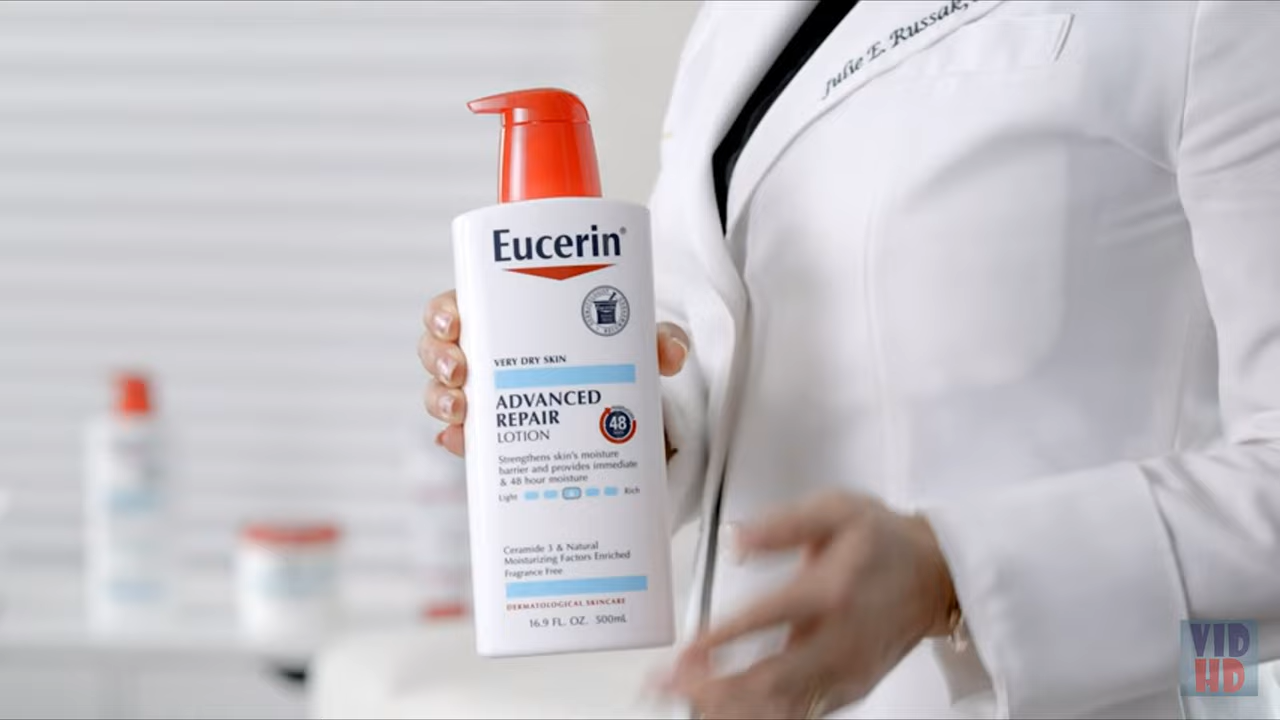 Julie E. Russak,
Eucerin®
VERY DRY SKIN
ADVANCED
REPAIR
LOTION
48
Strengthens skin's moisture
barrier and provides immediate
& 48 hour moisture
Light
Rich
Ceramide 3 & Natural
Moisturizing Factors Enriched
Fragrance Free
DERMATOLOGICAL SKINCARE
16.9 FL. OZ. 500mL
VID
HD